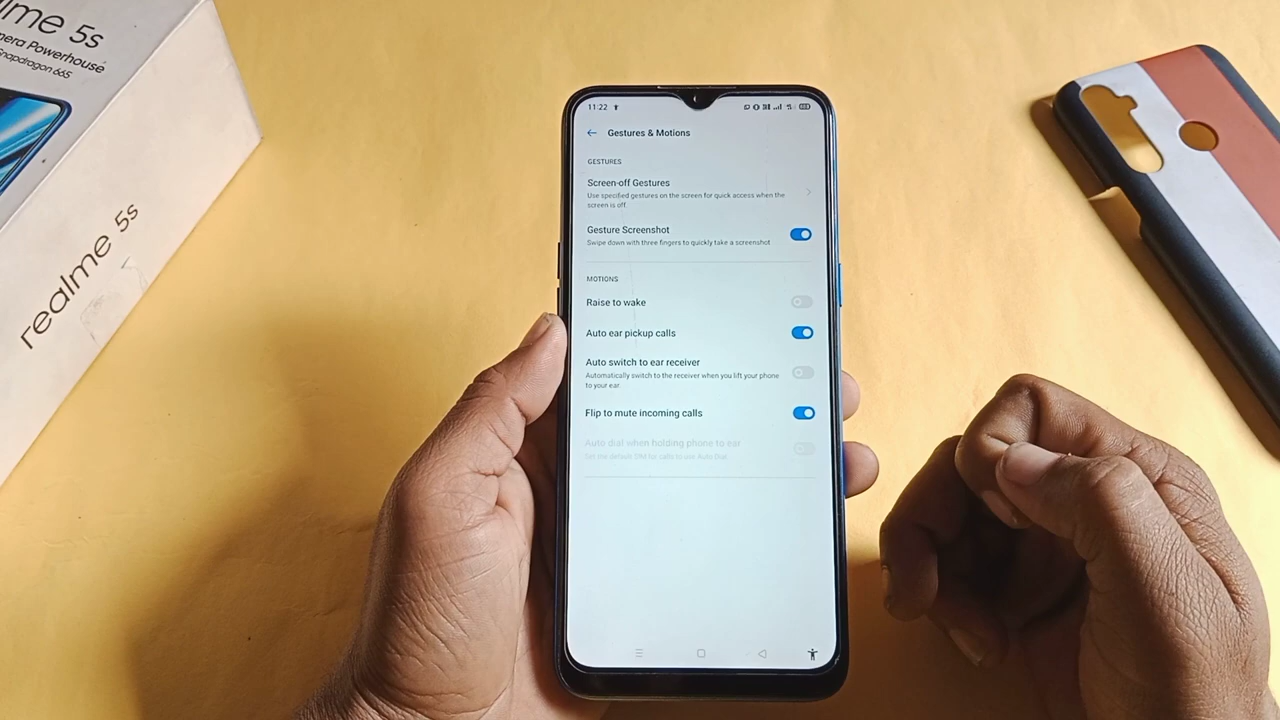 lme 5s
nera Powerhouse
Snapdragon 665
realme 5s
11:22
Gestures & Motions
GESTURES
Screen-off Gestures
Use specified gestures on the screen for quick access when the
screen is off.
Gesture Screenshot
Swipe down with three fingers to quickly take a screenshot
MOTIONS
Raise to wake
Auto ear pickup calls
Auto switch to ear receiver
Automatically switch to the receiver when you lift your phone
to your ear.
Flip to mute incoming calls
Auto dial when holding phone to ear
Set the default SIM for calls to use Auto Dial.